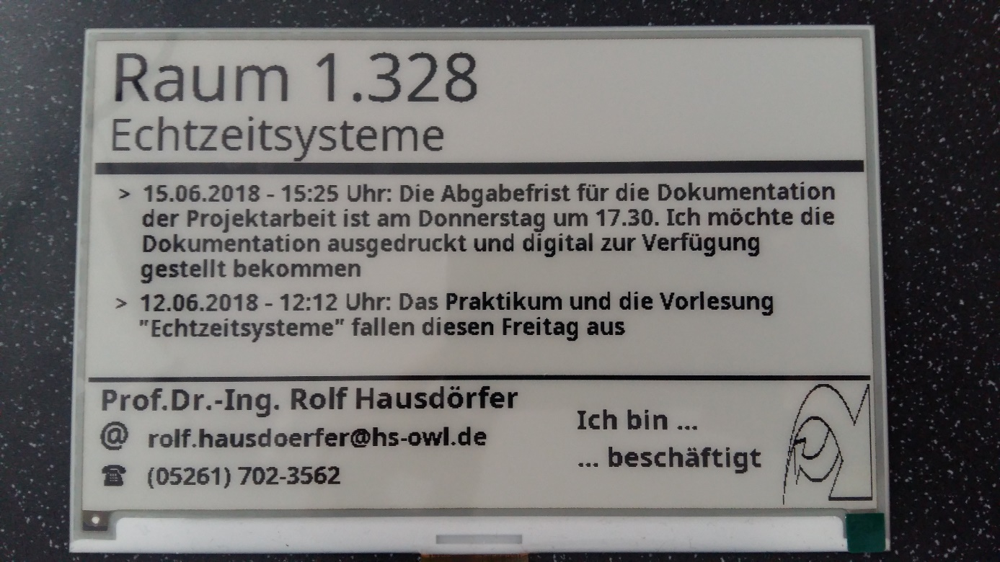 Raum 1.328
Echtzeitsysteme
> 15.06.2018 - 15:25 Uhr: Die Abgabefrist für die Dokumentation
der Projektarbeit ist am Donnerstag um 17.30. Ich möchte die
Dokumentation ausgedruckt und digital zur Verfügung
gestellt bekommen
> 12.06.2018 - 12:12 Uhr: Das Praktikum und die Vorlesung
"Echtzeitsysteme" fallen diesen Freitag aus
Prof.Dr.-Ing. Rolf Hausdörfer
@ rolf.hausdoerfer@hs-owl.de
☎ (05261) 702-3562
Ich bin ...
... beschäftigt